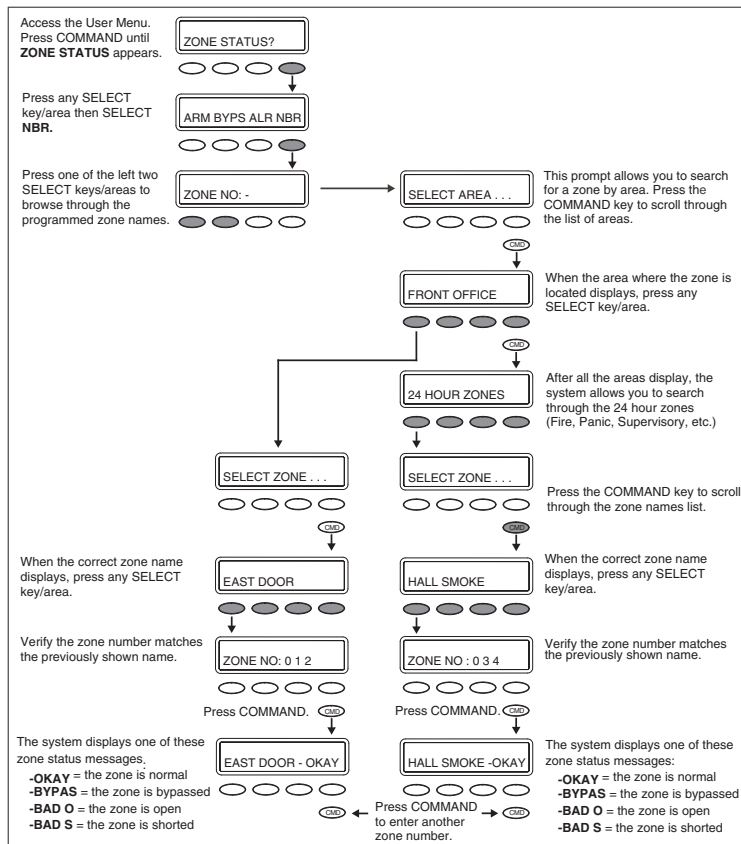 Access the User Menu.
Press COMMAND until
ZONE STATUS appears.
ZONE STATUS?
Press any SELECT
key/area then SELECT
NBR.
ARM BYPS ALR NBR
Press one of the left two
SELECT keys/areas to
browse through the
programmed zone names.
ZONE NO: -
SELECT AREA . . .
This prompt allows you to search
for a zone by area. Press the
COMMAND key to scroll through
the list of areas.
CMD
FRONT OFFICE
When the area where the zone is
located displays, press any
SELECT key/area.
CMD
24 HOUR ZONES
After all the areas display, the
system allows you to search
through the 24 hour zones
(Fire, Panic, Supervisory, etc.)
SELECT ZONE . . .
SELECT ZONE . . .
Press the COMMAND key to scroll
through the zone names list.
CMD
CMD
When the correct zone name
displays, press any SELECT
key/area.
EAST DOOR
HALL SMOKE
When the correct zone name
displays, press any SELECT
key/area.
Verify the zone number matches
the previously shown name.
ZONE NO: 0 1 2
ZONE NO : 0 3 4
Verify the zone number matches
the previously shown name.
Press COMMAND. CMD
Press COMMAND. CMD
The system displays one of these
zone status messages.
-OKAY = the zone is normal
-BYPAS = the zone is bypassed
-BAD O = the zone is open
-BAD S = the zone is shorted
EAST DOOR - OKAY
HALL SMOKE -OKAY
The system displays one of these
zone status messages:
-OKAY = the zone is normal
-BYPAS = the zone is bypassed
-BAD O = the zone is open
-BAD S = the zone is shorted
CMD
Press COMMAND
to enter another
zone number.
CMD